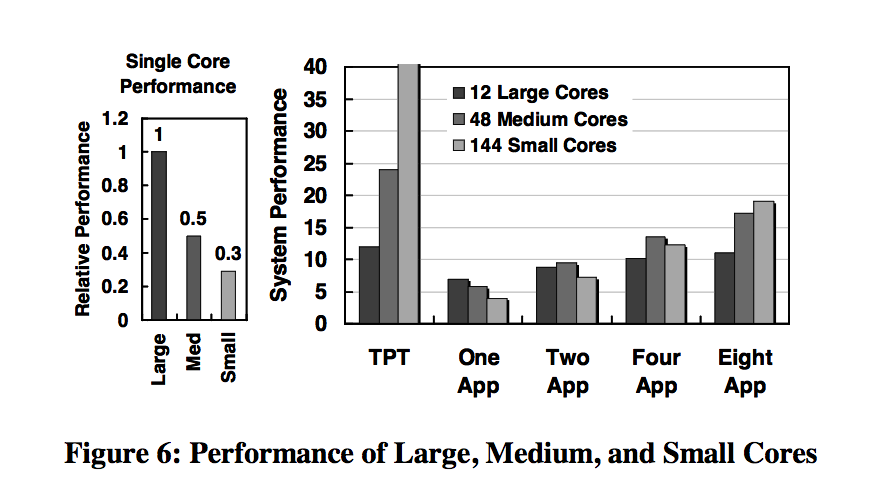 Single Core
Performance
Relative Performance
1.2
1
0.8
0.6
0.4
0.2
0
1
0.5
0.3
Large
Med
Small
System Performance
40
35
30
25
20
15
10
5
0
12 Large Cores
48 Medium Cores
144 Small Cores
TPT
One
App
Two
App
Four
App
Eight
App
Figure 6: Performance of Large, Medium, and Small Cores